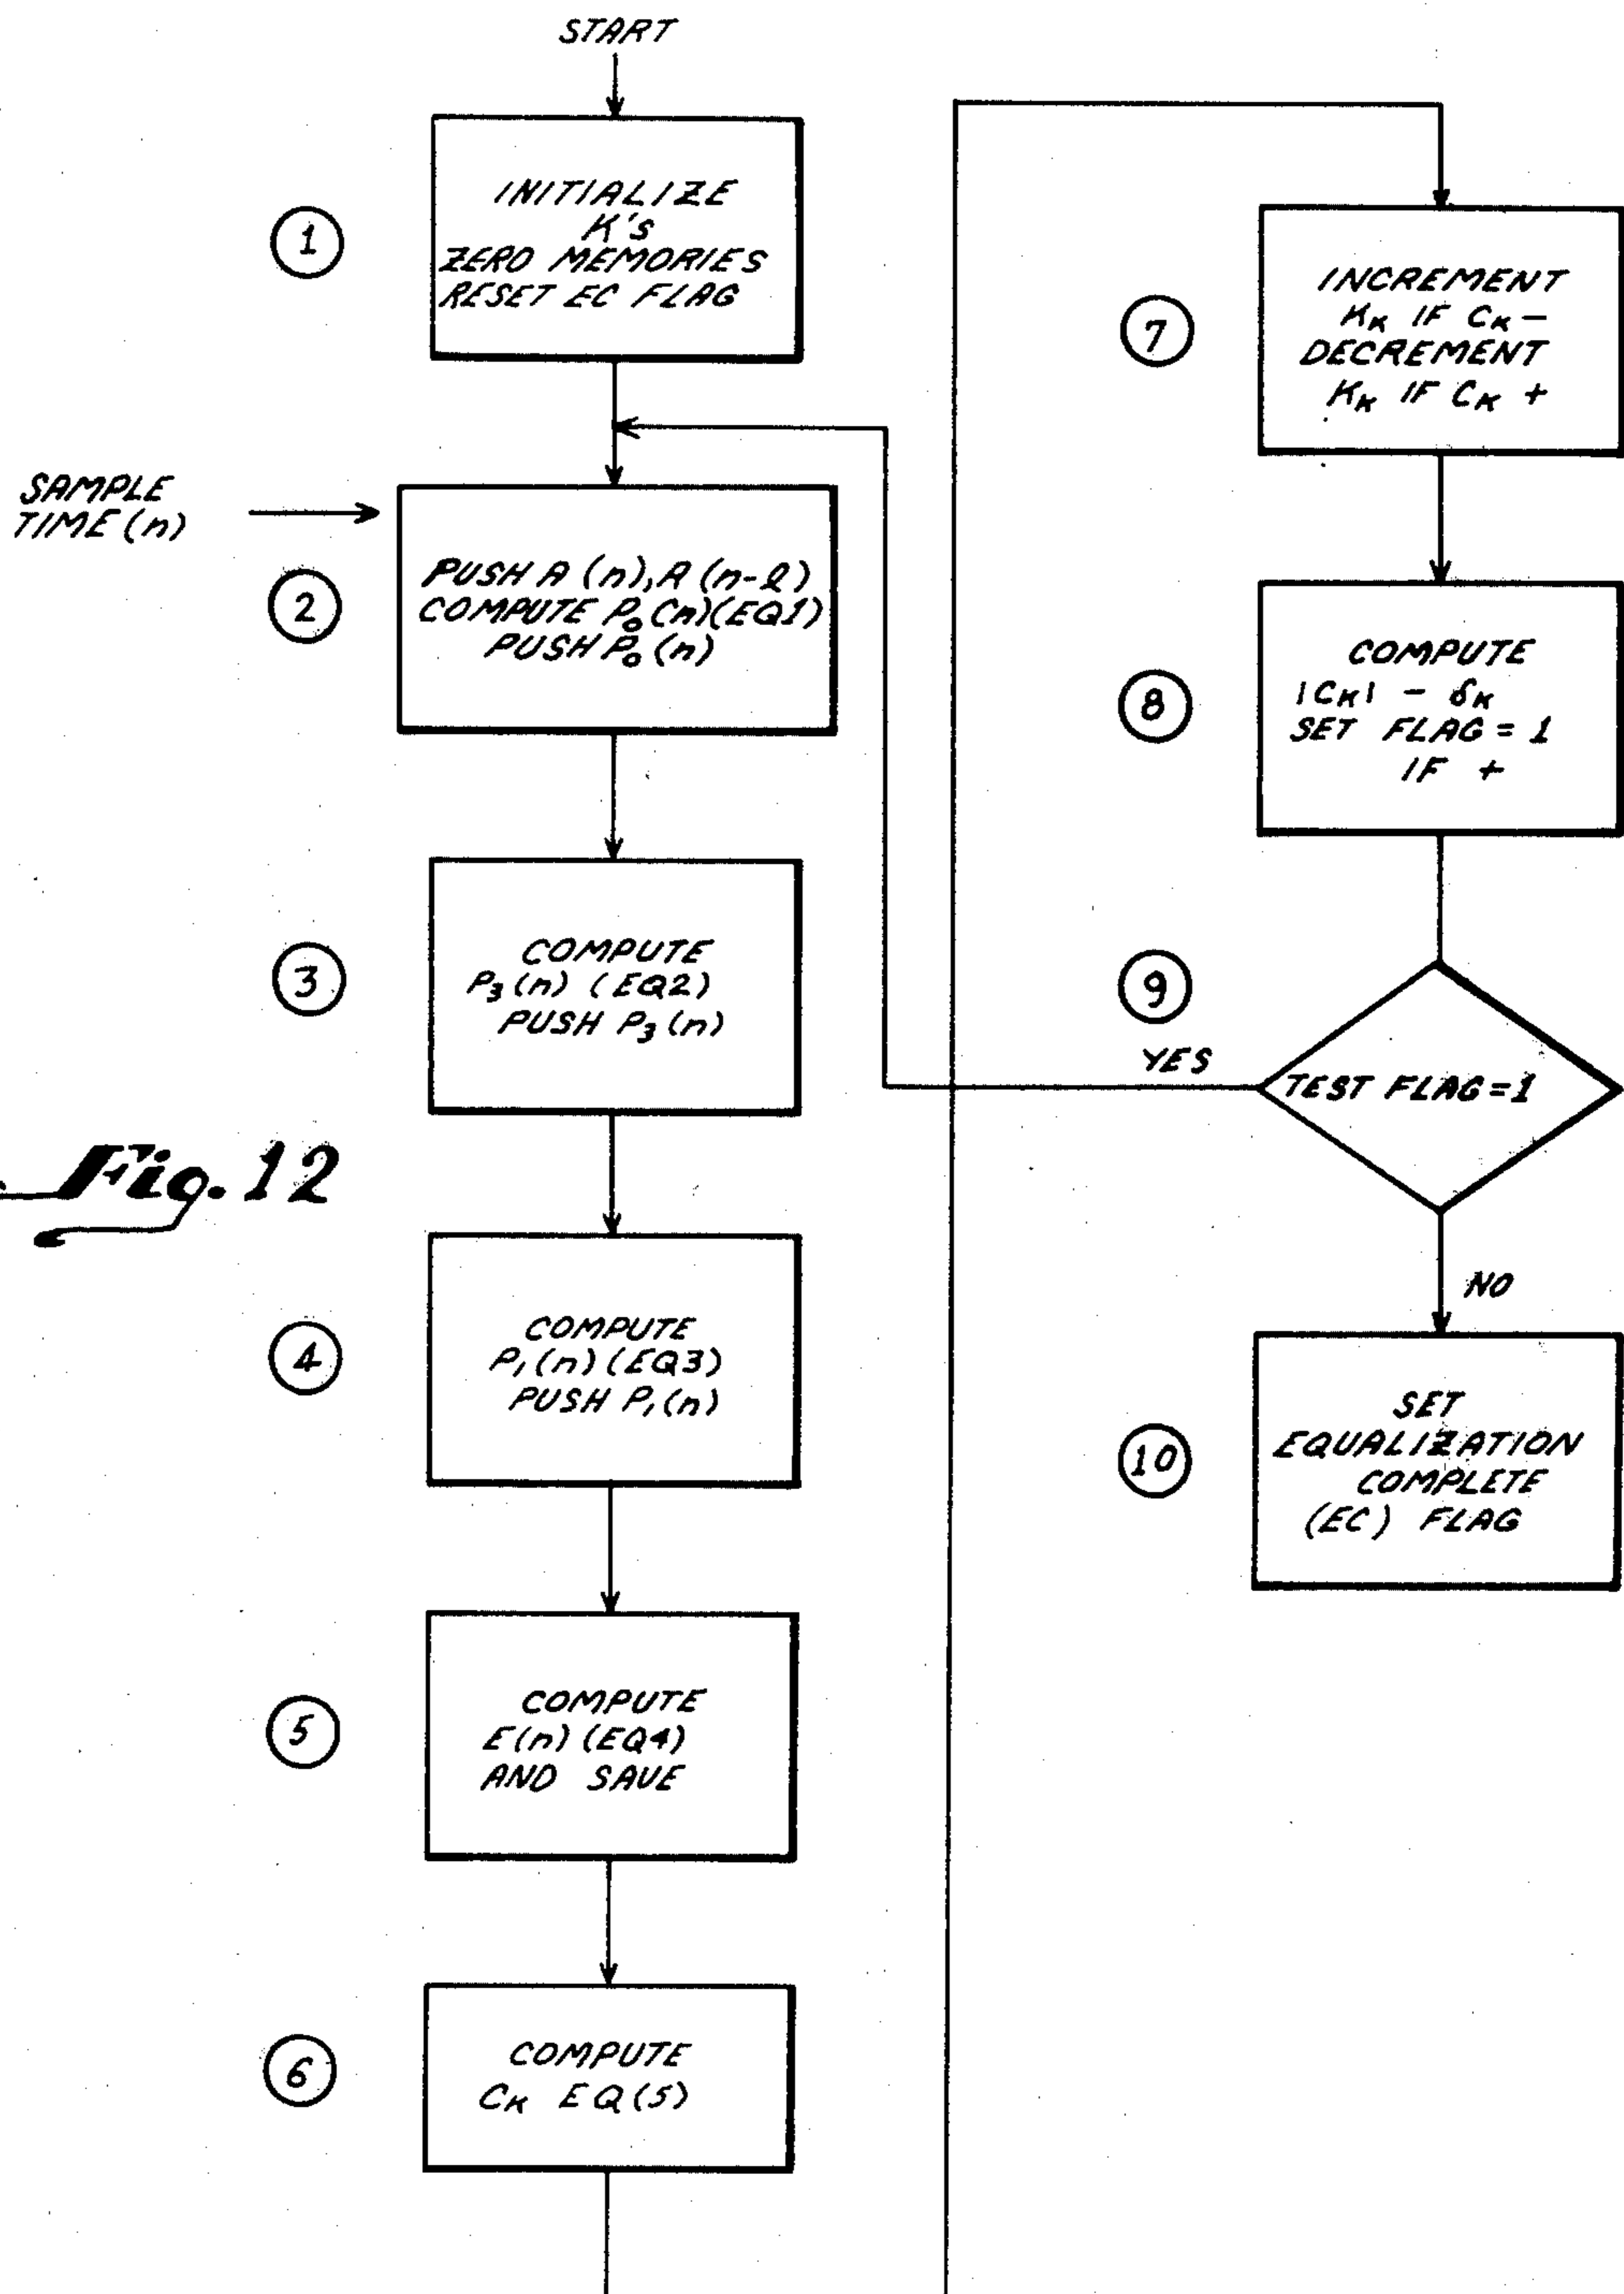 START
1
INITIALIZE
K's
ZERO MEMORIES
RESET EC FLAG
SAMPLE
TIME (n)
2
PUSH A (n), A (n-l)
COMPUTE P₀(n)(EQ1)
PUSH P₀(n)
3
COMPUTE
P₃(n) (EQ2)
PUSH P₃(n)
Fig. 12
4
COMPUTE
P₁(n)(EQ3)
PUSH P₁(n)
5
COMPUTE
E(n)(EQ4)
AND SAVE
6
COMPUTE
Cₖ EQ(5)
7
INCREMENT
Kₖ IF Cₖ -
DECREMENT
Kₖ IF Cₖ +
8
COMPUTE
|Cₖ| - δₖ
SET FLAG = 1
IF +
9
YES
TEST FLAG=1
NO
10
SET
EQUALIZATION
COMPLETE
(EC) FLAG